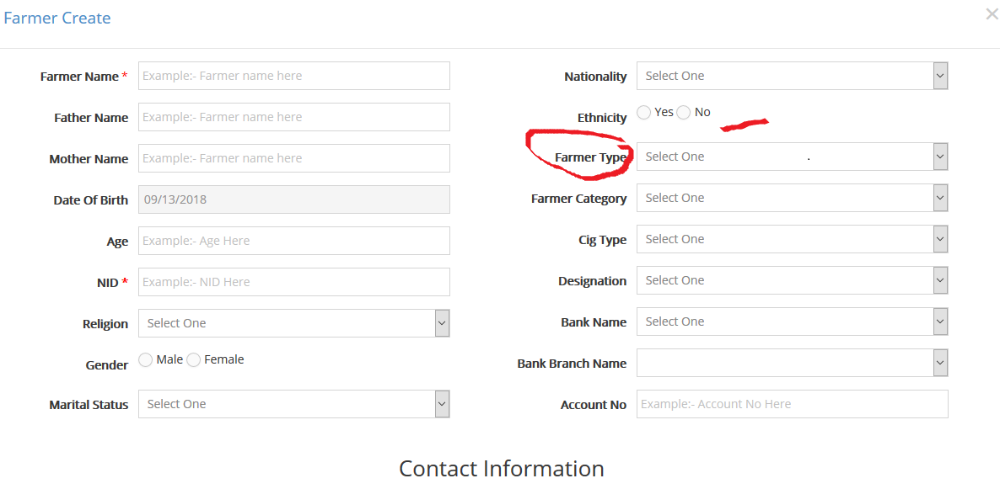 Farmer Create
×
Farmer Name * Example:- Farmer name here
Father Name Example:- Farmer name here
Mother Name Example:- Farmer name here
Date Of Birth 09/13/2018
Age Example:- Age Here
NID * Example:- NID Here
Religion Select One
Gender Male Female
Marital Status Select One
Nationality Select One
Ethnicity Yes No
Farmer Type Select One .
Farmer Category Select One
Cig Type Select One
Designation Select One
Bank Name Select One
Bank Branch Name
Account No Example:- Account No Here
Contact Information